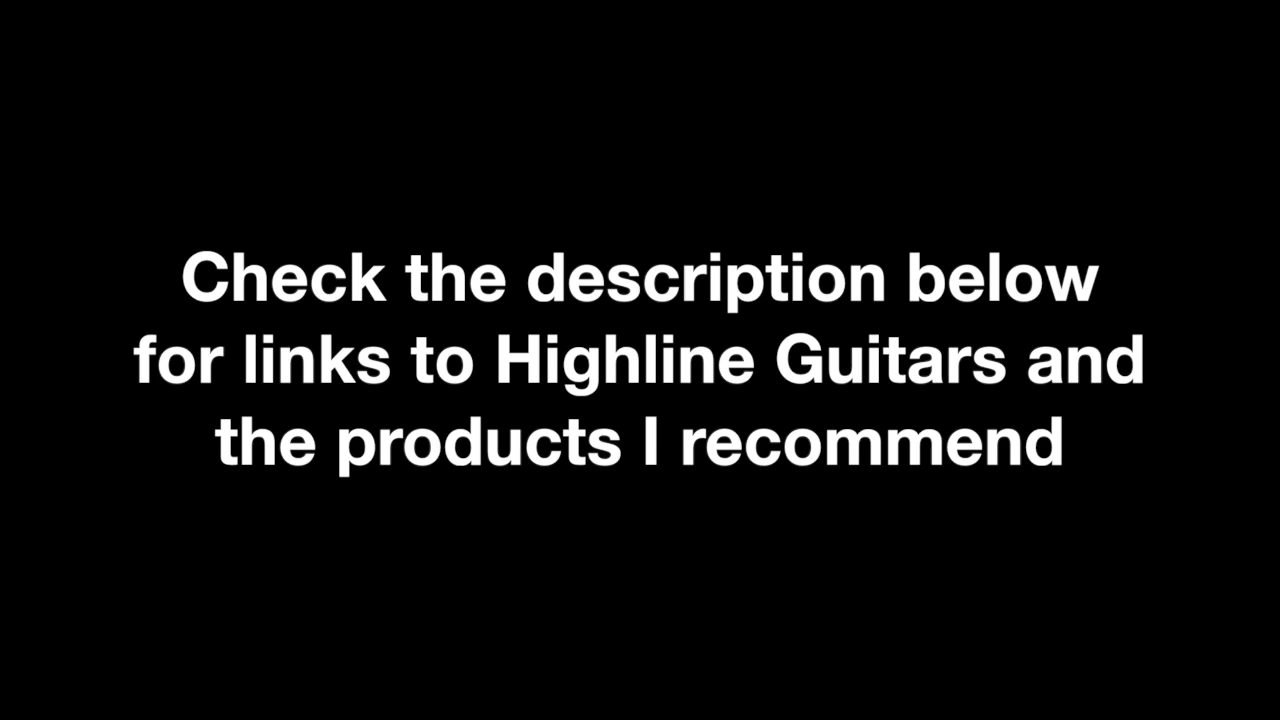 Check the description below
for links to Highline Guitars and
the products I recommend